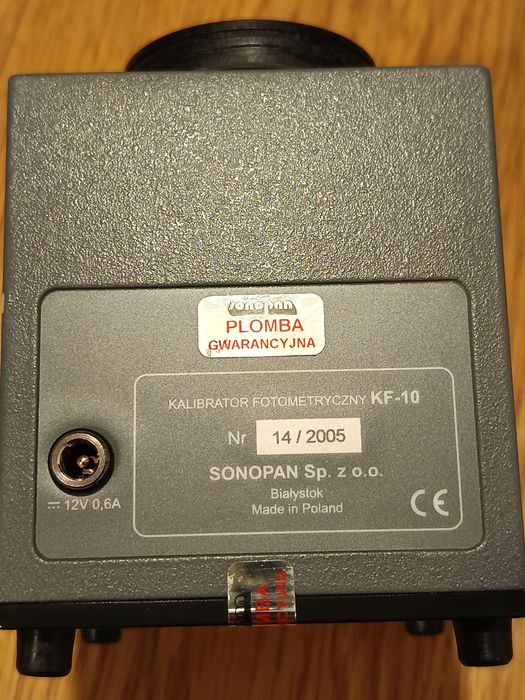 sonopan
PLOMBA
GWARANCYJNA
KALIBRATOR FOTOMETRYCZNY KF-10
Nr 14 / 2005
SONOPAN Sp. z o.o.
Białystok
Made in Poland
CE
12V 0,6A